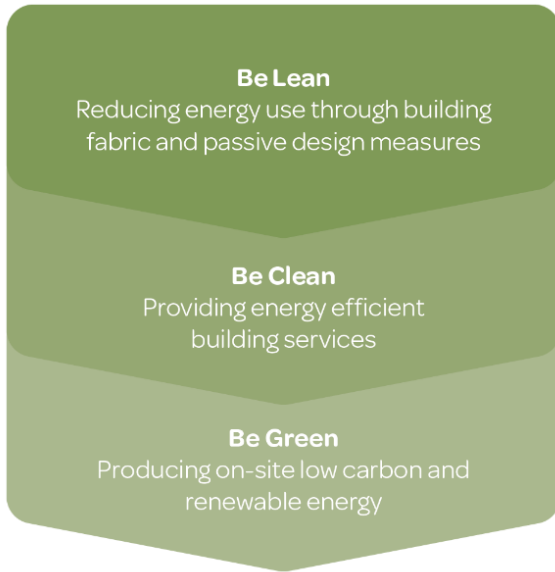 Be Lean
Reducing energy use through building
fabric and passive design measures
Be Clean
Providing energy efficient
building services
Be Green
Producing on-site low carbon and
renewable energy